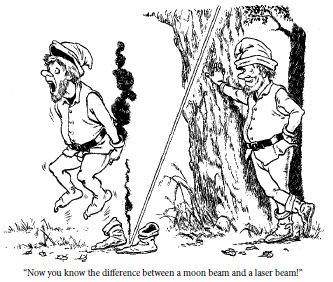 “Now you know the difference between a moon beam and a laser beam!”